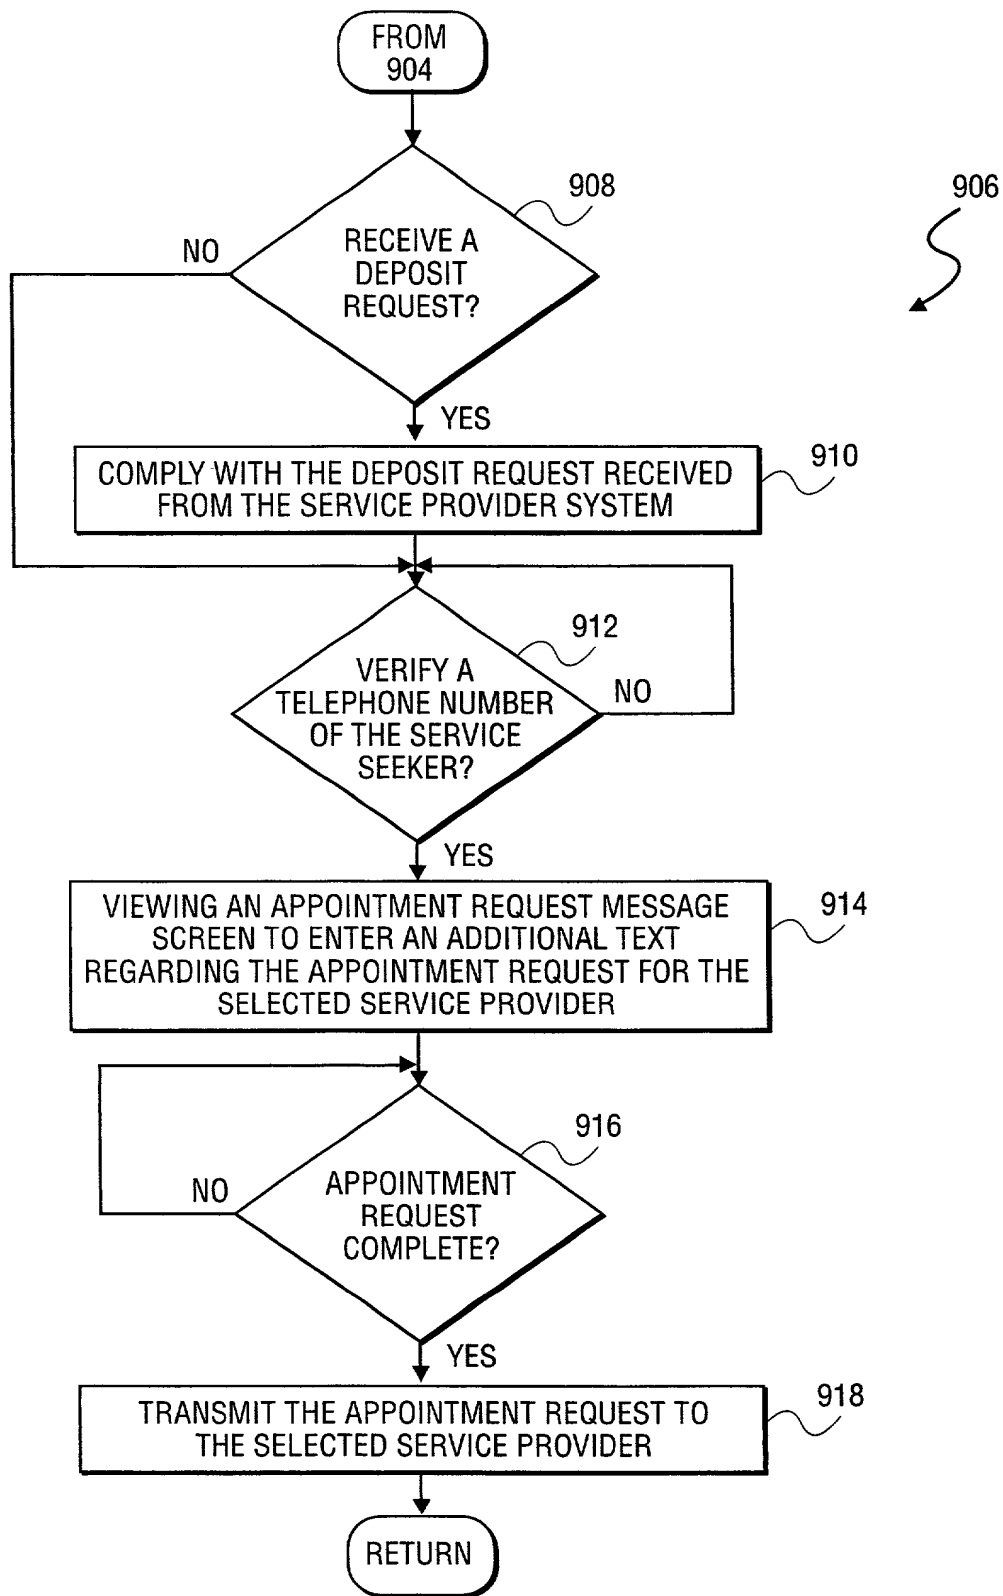 FROM
904
908
906
NO
RECEIVE A
DEPOSIT
REQUEST?
YES
910
COMPLY WITH THE DEPOSIT REQUEST RECEIVED
FROM THE SERVICE PROVIDER SYSTEM
912
VERIFY A
TELEPHONE NUMBER
OF THE SERVICE
SEEKER?
NO
YES
914
VIEWING AN APPOINTMENT REQUEST MESSAGE
SCREEN TO ENTER AN ADDITIONAL TEXT
REGARDING THE APPOINTMENT REQUEST FOR THE
SELECTED SERVICE PROVIDER
916
NO
APPOINTMENT
REQUEST
COMPLETE?
YES
918
TRANSMIT THE APPOINTMENT REQUEST TO
THE SELECTED SERVICE PROVIDER
RETURN